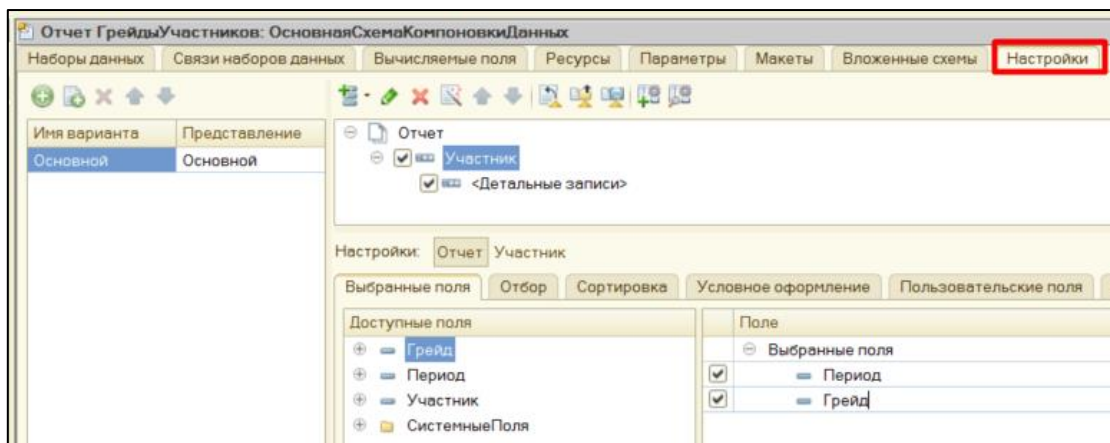 Отчет ГрейдыУчастников: ОсновнаяСхемаКомпоновкиДанных
Наборы данных Связи наборов данных Вычисляемые поля Ресурсы Параметры Макеты Вложенные схемы Настройки
Имя варианта Представление
Основной Основной
Отчет
Участник
<Детальные записи>
Настройки: Отчет Участник
Выбранные поля Отбор Сортировка Условное оформление Пользовательские поля
Доступные поля
Грейд
Период
Участник
СистемныеПоля
Поле
Выбранные поля
Период
Грейд